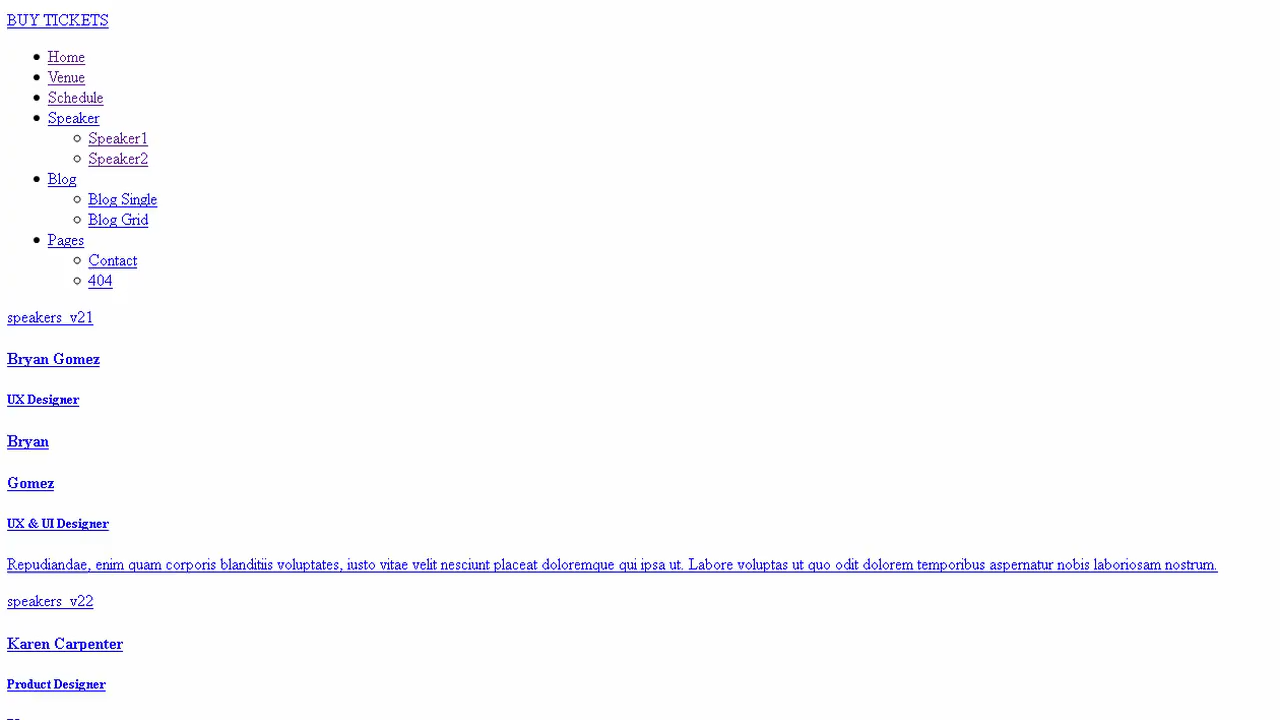 BUY TICKETS
Home
Venue
Schedule
Speaker
Speaker1
Speaker2
Blog
Blog Single
Blog Grid
Pages
Contact
404
speakers_v21
Bryan Gomez
UX Designer
Bryan
Gomez
UX & UI Designer
Repudiandae, enim quam corporis blanditiis voluptates, iusto vitae velit nesciunt placeat doloremque qui ipsa ut. Labore voluptas ut quo odit dolorem temporibus aspernatur nobis laboriosam nostrum.
speakers_v22
Karen Carpenter
Product Designer